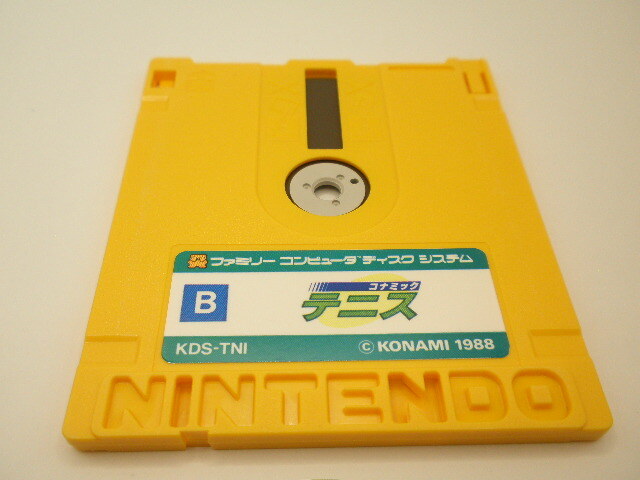 ファミリー コンピュータ ディスク システム
B
コナミック
テニス
KDS-TNI
© KONAMI 1988
NINTENDO